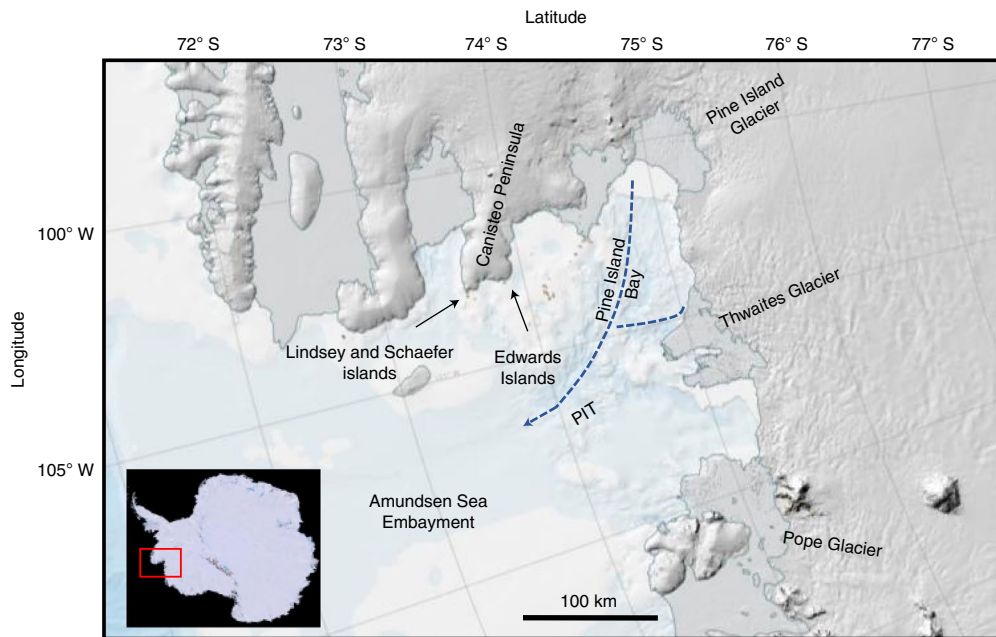 Latitude
72° S
73° S
74° S
75° S
76° S
77° S
Pine Island
Glacier
Canisteo Peninsula
100° W
Pine Island
Bay
Thwaites Glacier
Longitude
Lindsey and Schaefer
islands
Edwards
Islands
PIT
105° W
Amundsen Sea
Embayment
Pope Glacier
100 km